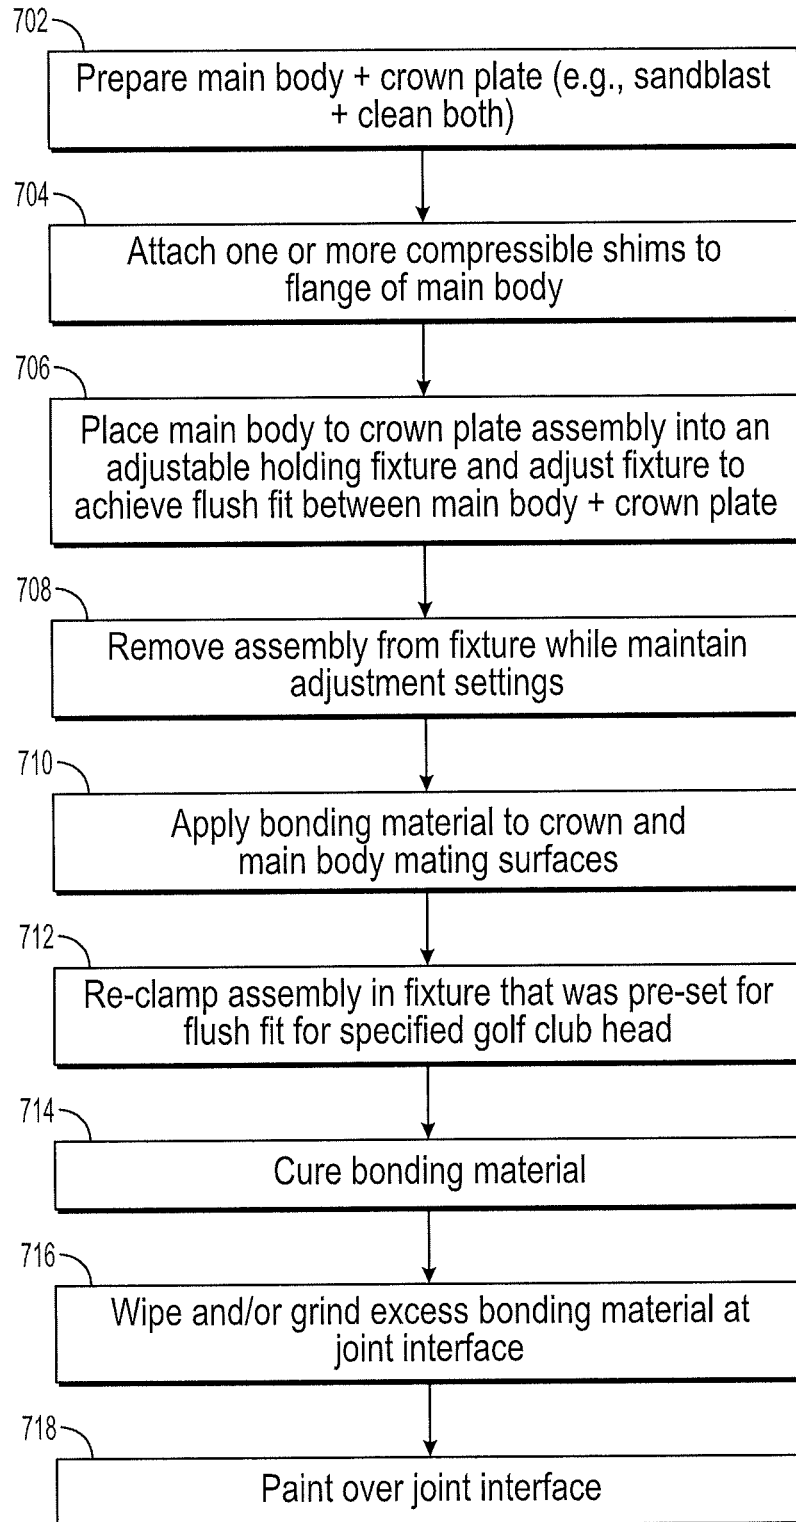 702
Prepare main body + crown plate (e.g., sandblast
+ clean both)
704
Attach one or more compressible shims to
flange of main body
706
Place main body to crown plate assembly into an
adjustable holding fixture and adjust fixture to
achieve flush fit between main body + crown plate
708
Remove assembly from fixture while maintain
adjustment settings
710
Apply bonding material to crown and
main body mating surfaces
712
Re-clamp assembly in fixture that was pre-set for
flush fit for specified golf club head
714
Cure bonding material
716
Wipe and/or grind excess bonding material at
joint interface
718
Paint over joint interface